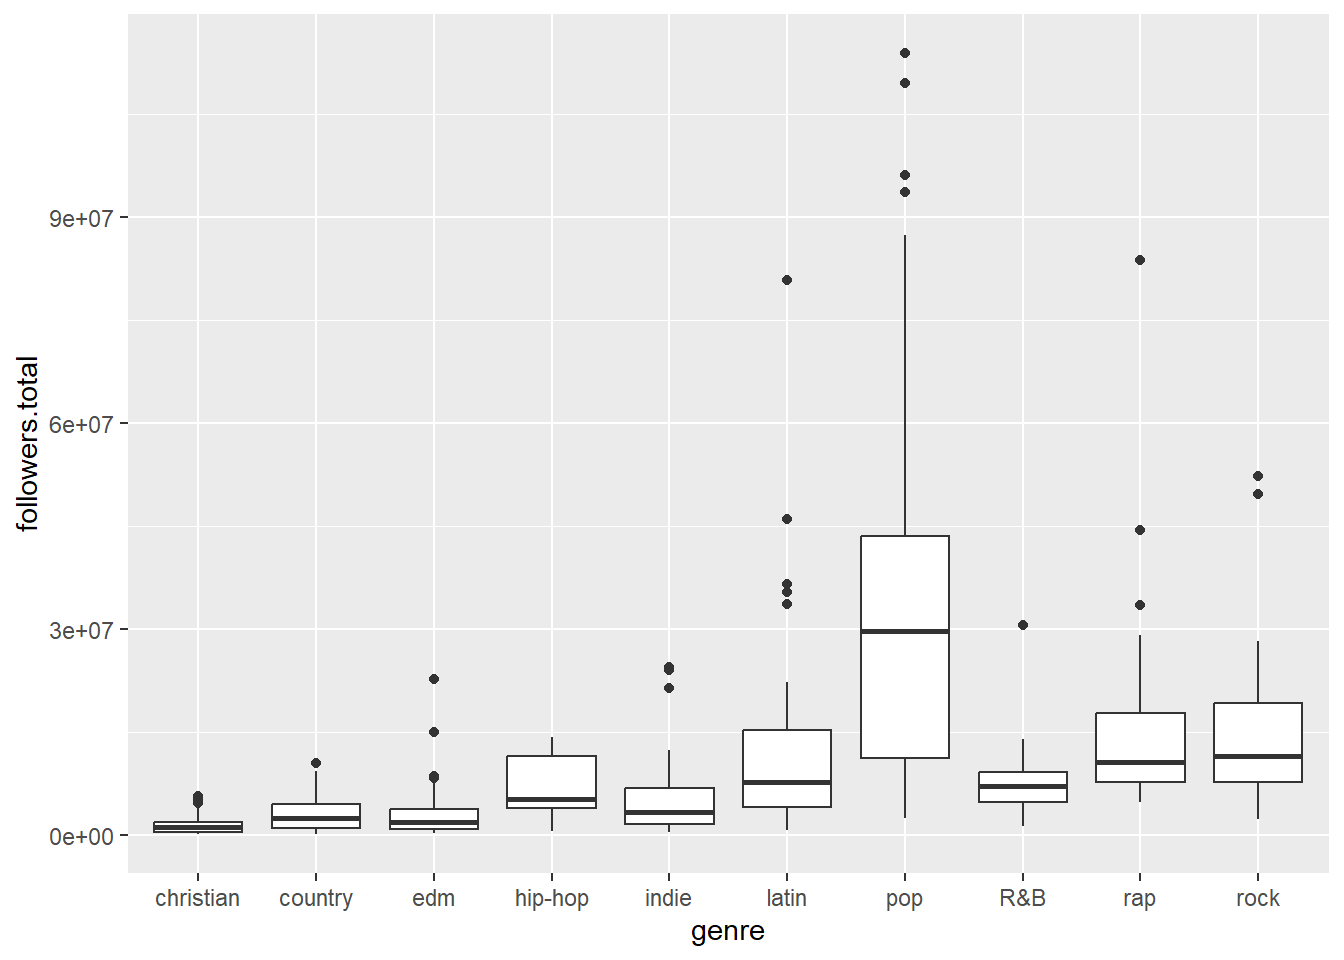 followers.total
9e+07
6e+07
3e+07
0e+00
christian country edm hip-hop indie latin pop R&B rap rock
genre